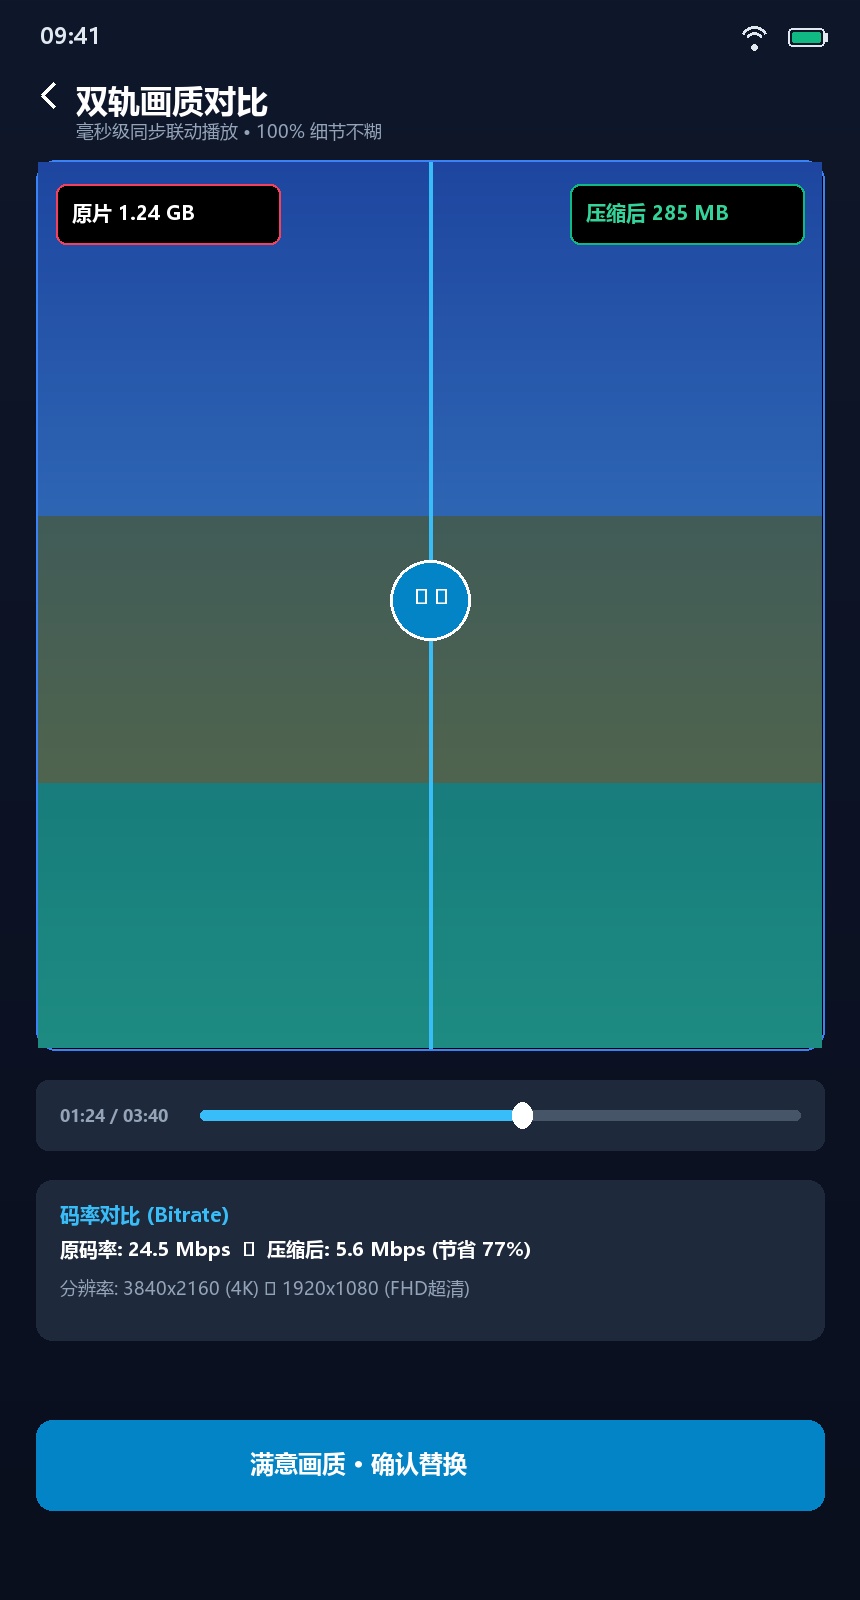 09:41
双轨画质对比
毫秒级同步联动播放 • 100% 细节不糊
原片 1.24 GB
压缩后 285 MB
01:24 / 03:40
码率对比 (Bitrate)
原码率: 24.5 Mbps 压缩后: 5.6 Mbps (节省 77%)
分辨率: 3840x2160 (4K) 1920x1080 (FHD超清)
满意画质 • 确认替换